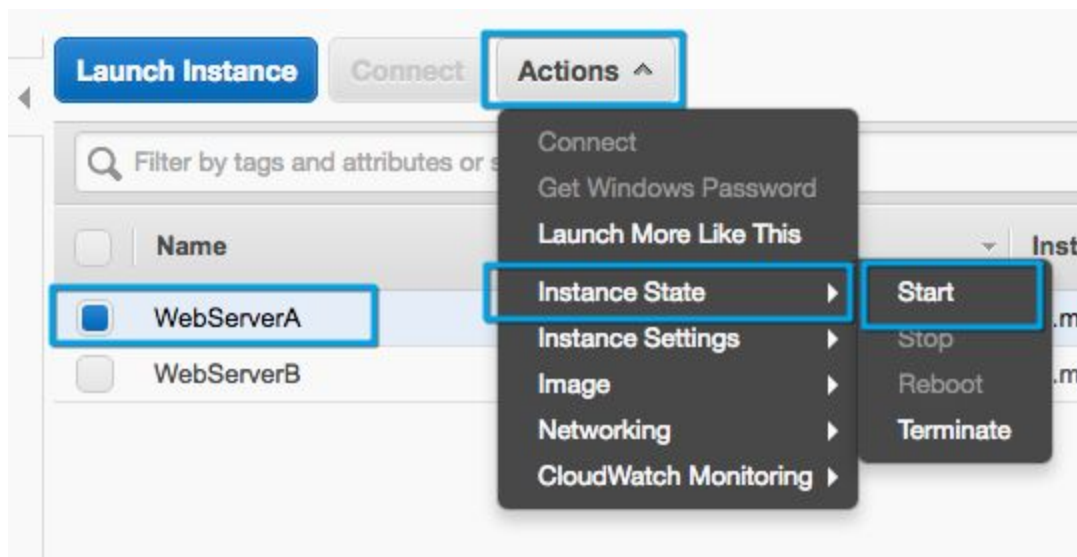 Launch Instance Connect Actions
Filter by tags and attributes or
Connect
Get Windows Password
Launch More Like This
Name
Instance State
Start
WebServerA
Instance Settings
Stop
WebServerB
Image
Reboot
Networking
Terminate
CloudWatch Monitoring